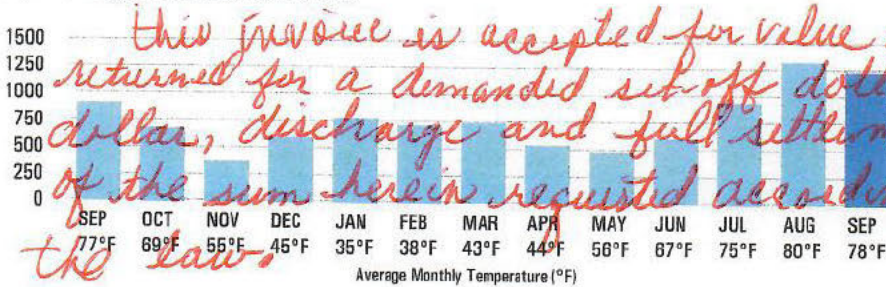 this invoice is accepted for value
returned for a demanded set-off
dollar, discharge and full
of the sum herein requested
the law.
1500
1250
1000
750
500
250
0
SEP OCT NOV DEC JAN FEB MAR APR MAY JUN JUL AUG SEP
77°F 69°F 55°F 45°F 35°F 38°F 43°F 44°F 56°F 67°F 75°F 80°F 78°F
Average Monthly Temperature (°F)